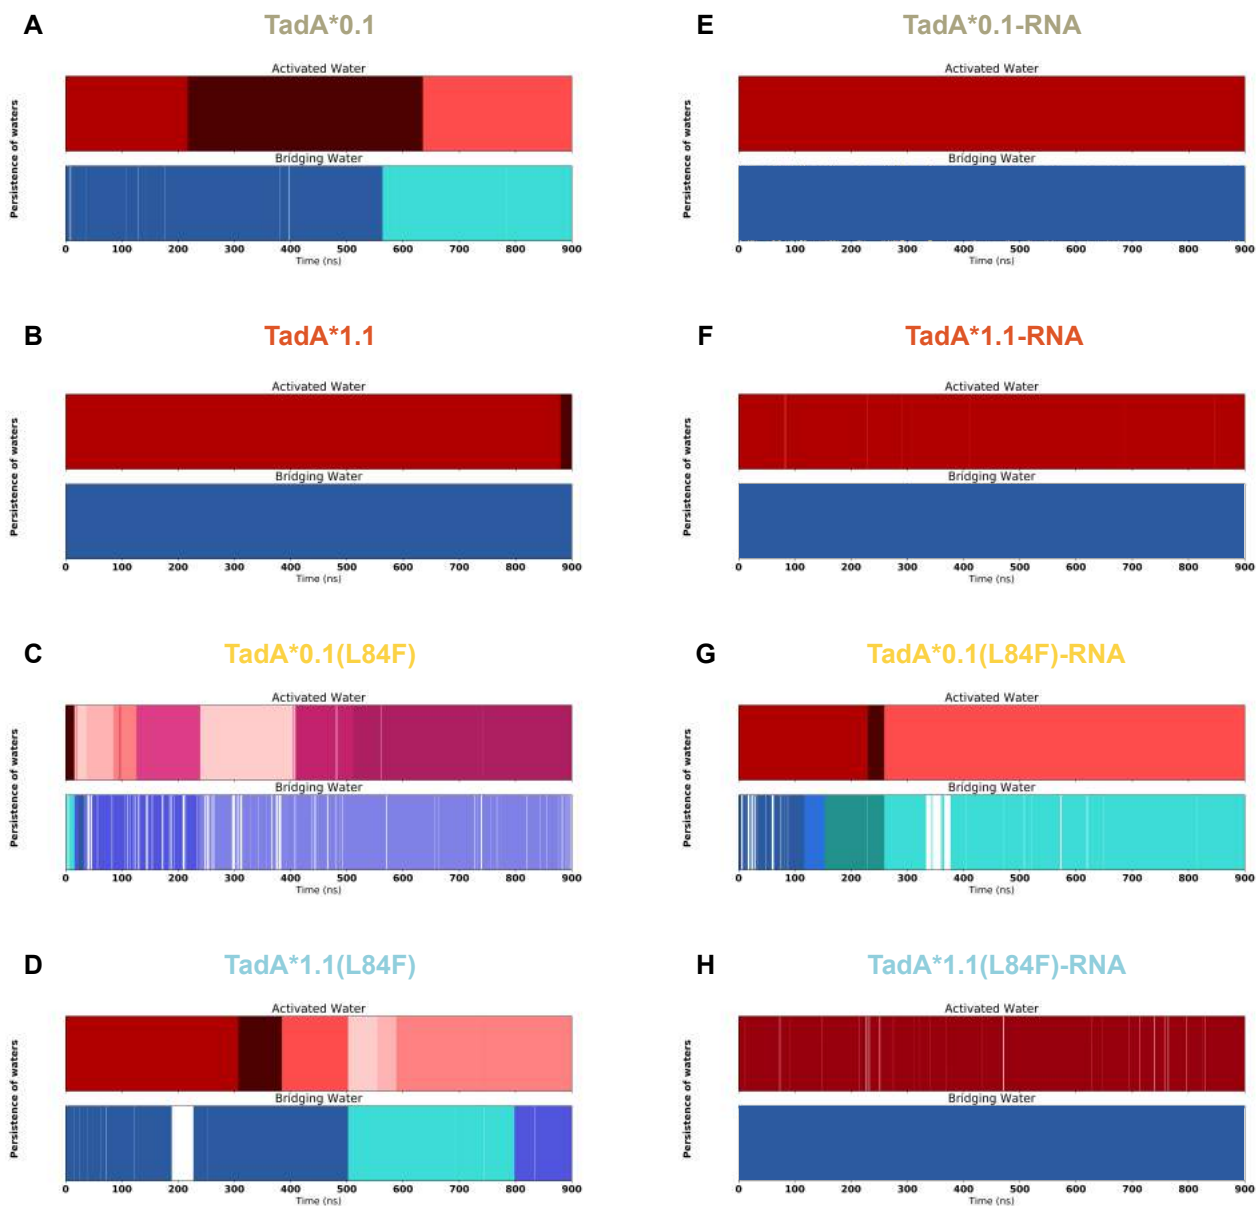 A
TadA*0.1
Activated Water
Persistence of waters
Bridging Water
0 100 200 300 400 500 600 700 800 900
Time (ns)
E
TadA*0.1-RNA
Activated Water
Persistence of waters
Bridging Water
0 100 200 300 400 500 600 700 800 900
Time (ns)
B
TadA*1.1
Activated Water
Persistence of waters
Bridging Water
0 100 200 300 400 500 600 700 800 900
Time (ns)
F
TadA*1.1-RNA
Activated Water
Persistence of waters
Bridging Water
0 100 200 300 400 500 600 700 800 900
Time (ns)
C
TadA*0.1(L84F)
Activated Water
Persistence of waters
Bridging Water
0 100 200 300 400 500 600 700 800 900
Time (ns)
G
TadA*0.1(L84F)-RNA
Activated Water
Persistence of waters
Bridging Water
0 100 200 300 400 500 600 700 800 900
Time (ns)
D
TadA*1.1(L84F)
Activated Water
Persistence of waters
Bridging Water
0 100 200 300 400 500 600 700 800 900
Time (ns)
H
TadA*1.1(L84F)-RNA
Activated Water
Persistence of waters
Bridging Water
0 100 200 300 400 500 600 700 800 900
Time (ns)